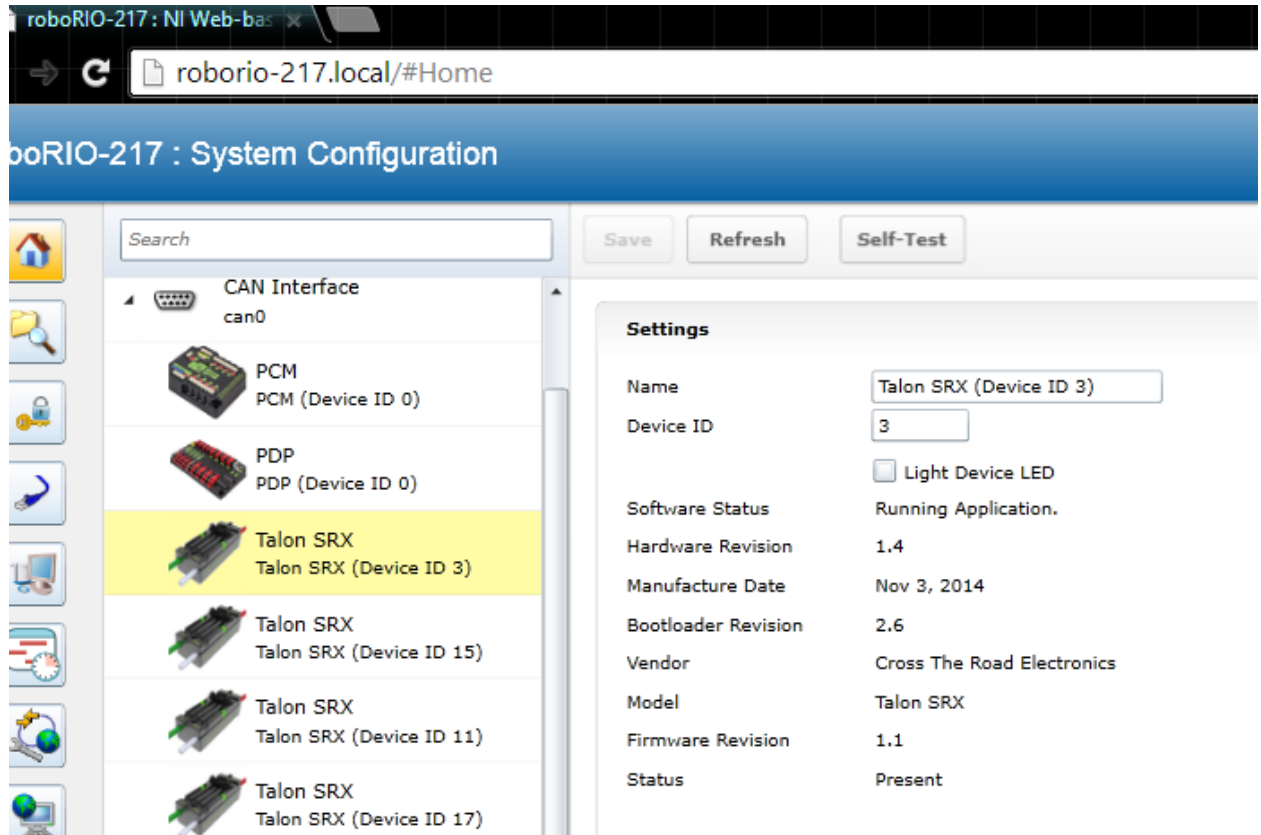 roboRIO-217 : NI Web-bas
roborio-217.local/#Home
boRIO-217 : System Configuration
Search
Save Refresh Self-Test
CAN Interface
can0
PCM
PCM (Device ID 0)
PDP
PDP (Device ID 0)
Talon SRX
Talon SRX (Device ID 3)
Talon SRX
Talon SRX (Device ID 15)
Talon SRX
Talon SRX (Device ID 11)
Talon SRX
Talon SRX (Device ID 17)
Settings
Name Talon SRX (Device ID 3)
Device ID 3
Light Device LED
Software Status Running Application.
Hardware Revision 1.4
Manufacture Date Nov 3, 2014
Bootloader Revision 2.6
Vendor Cross The Road Electronics
Model Talon SRX
Firmware Revision 1.1
Status Present